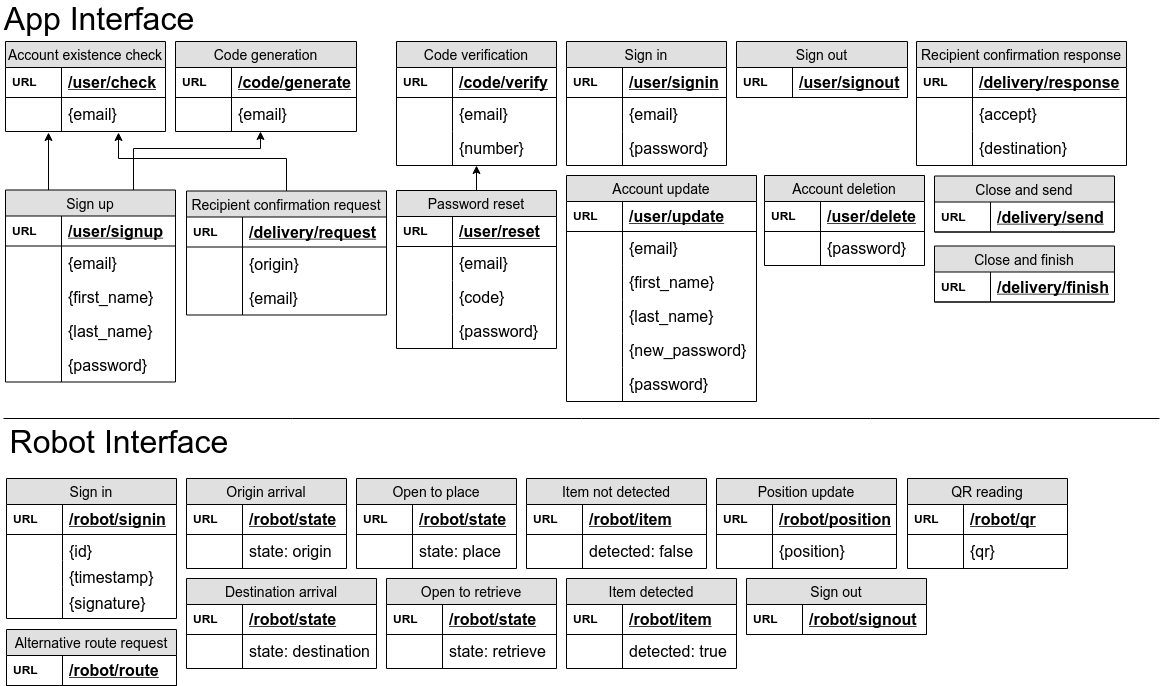 App Interface
Account existence check
URL /user/check
{email}
Code generation
URL /code/generate
{email}
Code verification
URL /code/verify
{email}
{number}
Sign in
URL /user/signin
{email}
{password}
Sign out
URL /user/signout
Recipient confirmation response
URL /delivery/response
{accept}
{destination}
Sign up
URL /user/signup
{email}
{first_name}
{last_name}
{password}
Recipient confirmation request
URL /delivery/request
{origin}
{email}
Password reset
URL /user/reset
{email}
{code}
{password}
Account update
URL /user/update
{email}
{first_name}
{last_name}
{new_password}
{password}
Account deletion
URL /user/delete
{password}
Close and send
URL /delivery/send
Close and finish
URL /delivery/finish
Robot Interface
Sign in
URL /robot/signin
{id}
{timestamp}
{signature}
Origin arrival
URL /robot/state
state: origin
Open to place
URL /robot/state
state: place
Item not detected
URL /robot/item
detected: false
Position update
URL /robot/position
{position}
QR reading
URL /robot/qr
{qr}
Alternative route request
URL /robot/route
Destination arrival
URL /robot/state
state: destination
Open to retrieve
URL /robot/state
state: retrieve
Item detected
URL /robot/item
detected: true
Sign out
URL /robot/signout